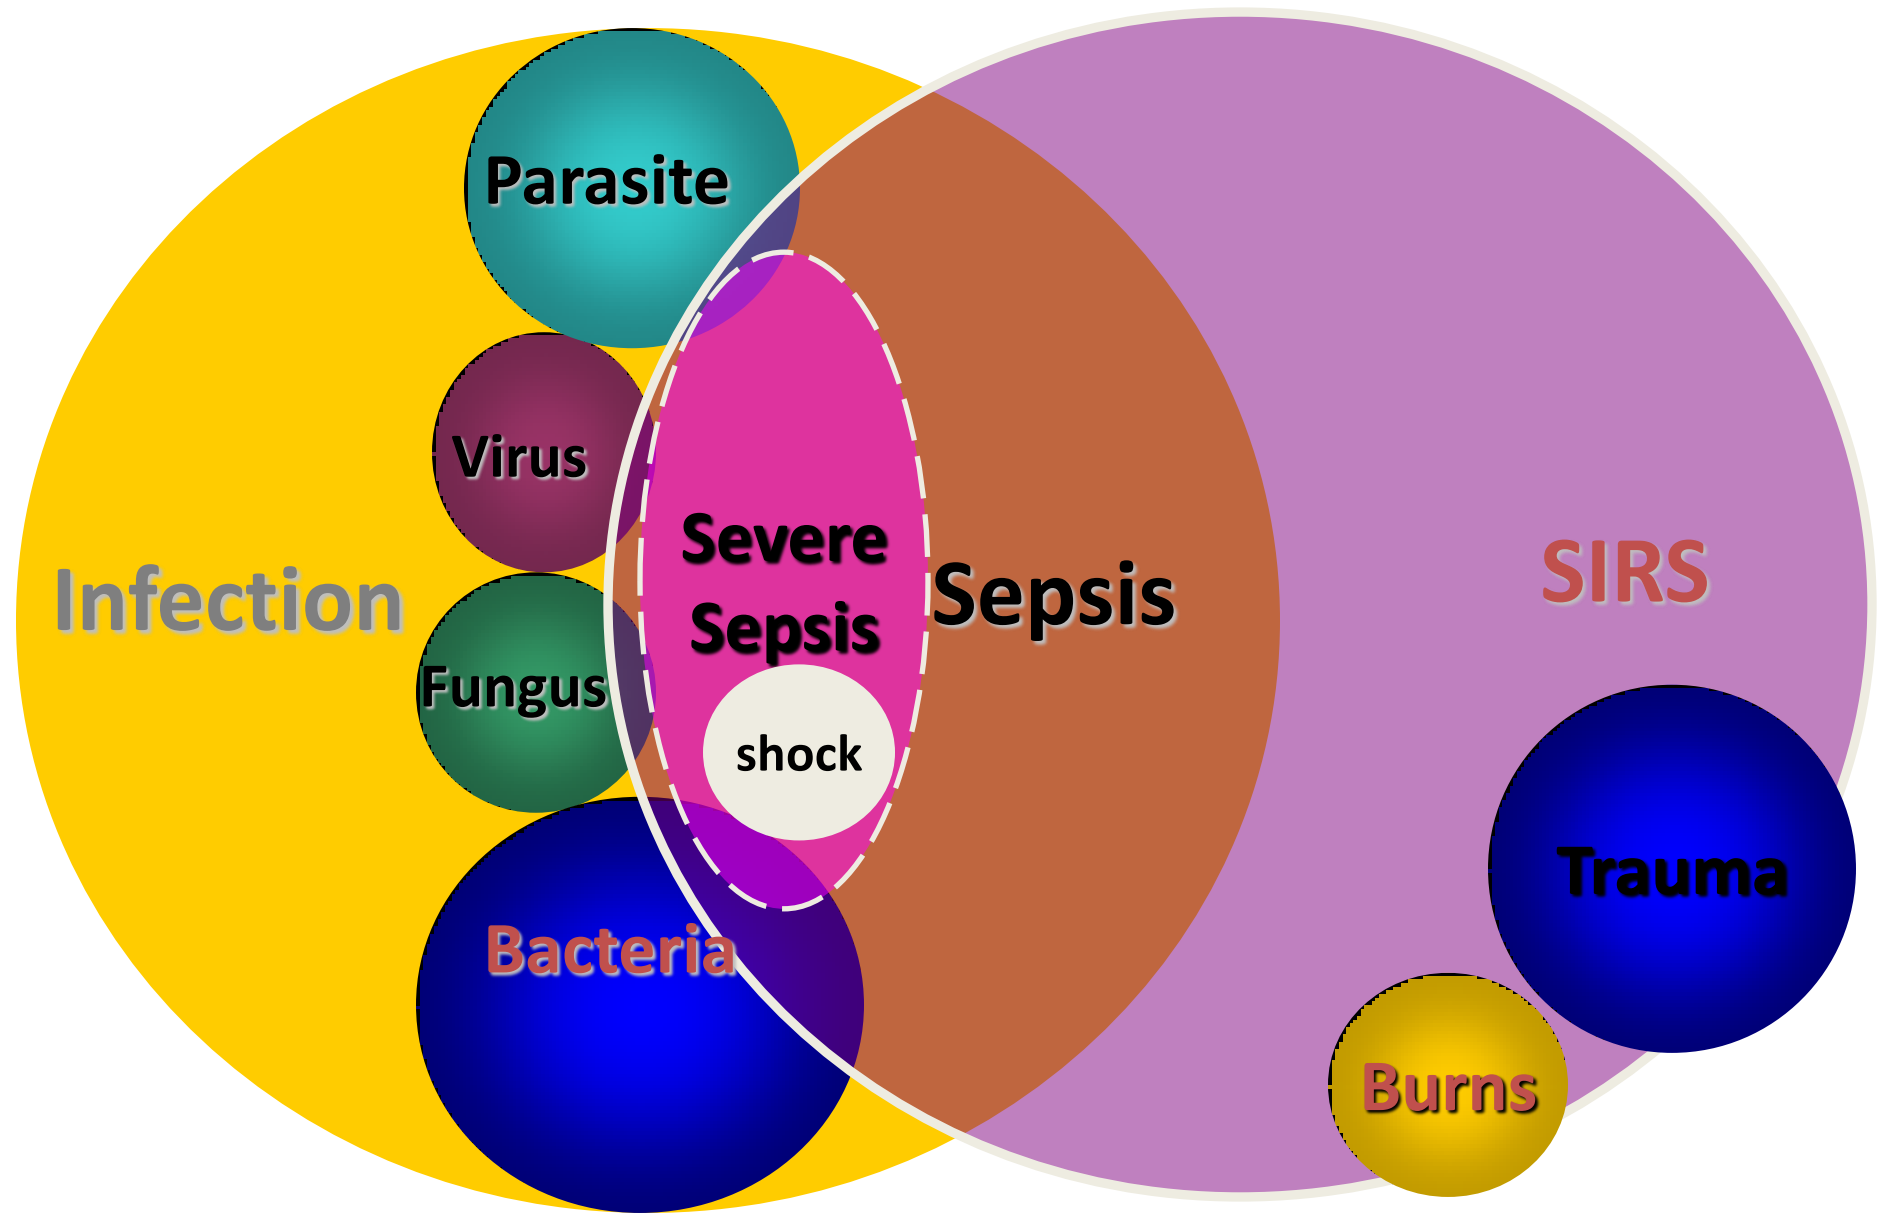 Parasite
Virus
Infection
Fungus
Bacteria
Severe
Sepsis
shock
Sepsis
SIRS
Trauma
Burns